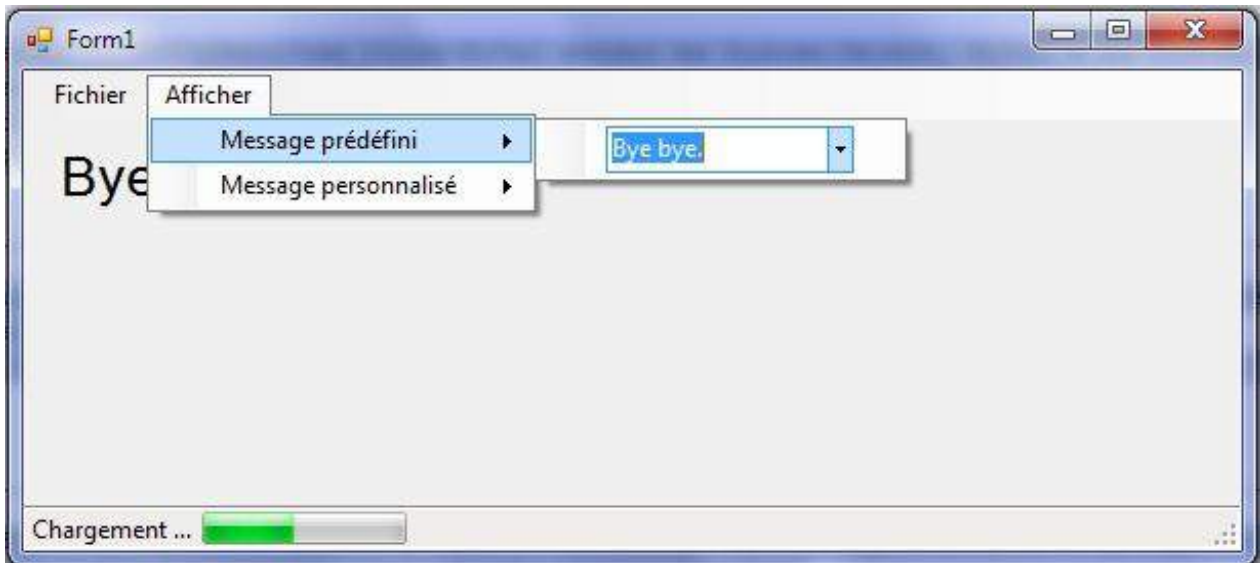 Form1
Fichier Afficher
Message prédéfini
Bye bye.
Bye
Message personnalisé
Chargement ...